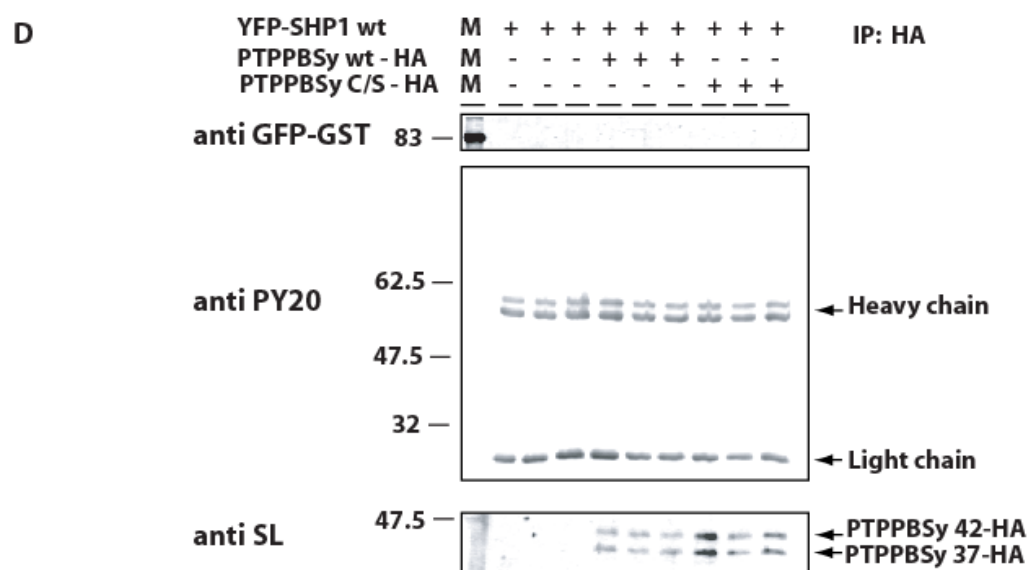 D
YFP-SHP1 wt M + + + + + + + + + IP: HA
PTPPBSy wt - HA M - - - + + + - - -
PTPPBSy C/S - HA M - - - - - - + + +
anti GFP-GST 83 —
62.5 —
anti PY20 Heavy chain
47.5 —
32 —
Light chain
47.5 —
anti SL PTPPBSy 42-HA
PTPPBSy 37-HA